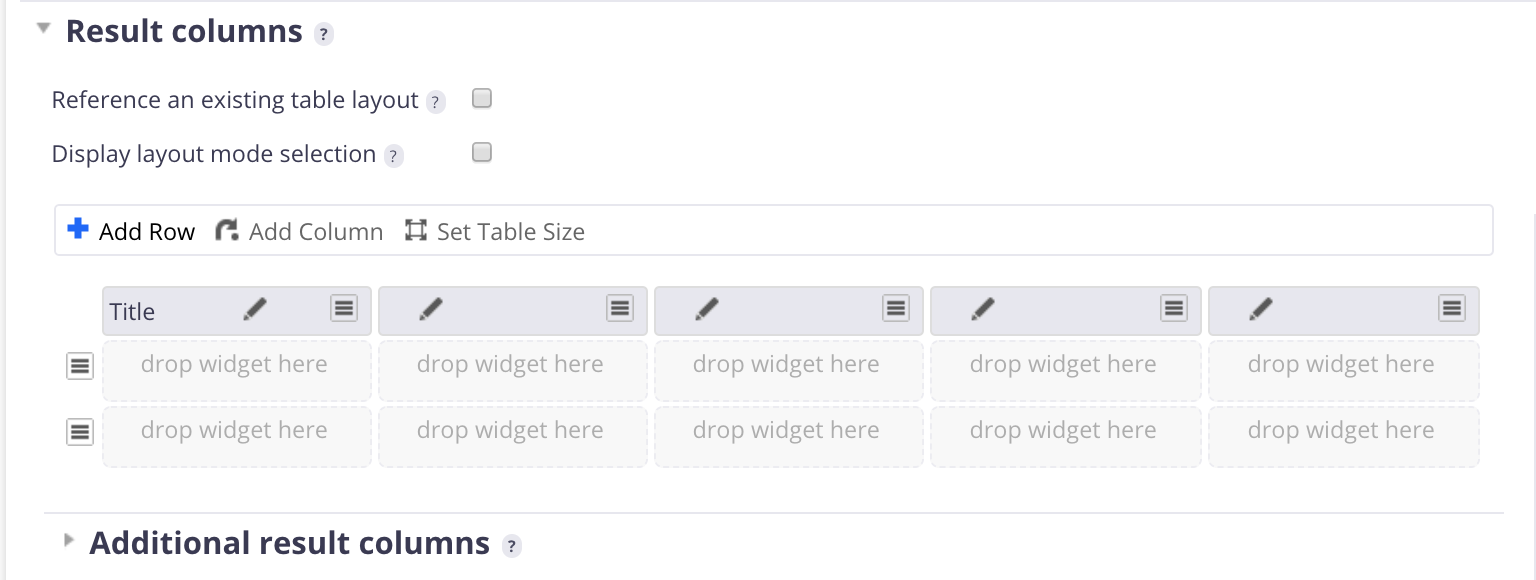 Result columns ?
Reference an existing table layout ?
Display layout mode selection ?
Add Row Add Column Set Table Size
Title
drop widget here drop widget here drop widget here drop widget here drop widget here
drop widget here drop widget here drop widget here drop widget here drop widget here
Additional result columns ?